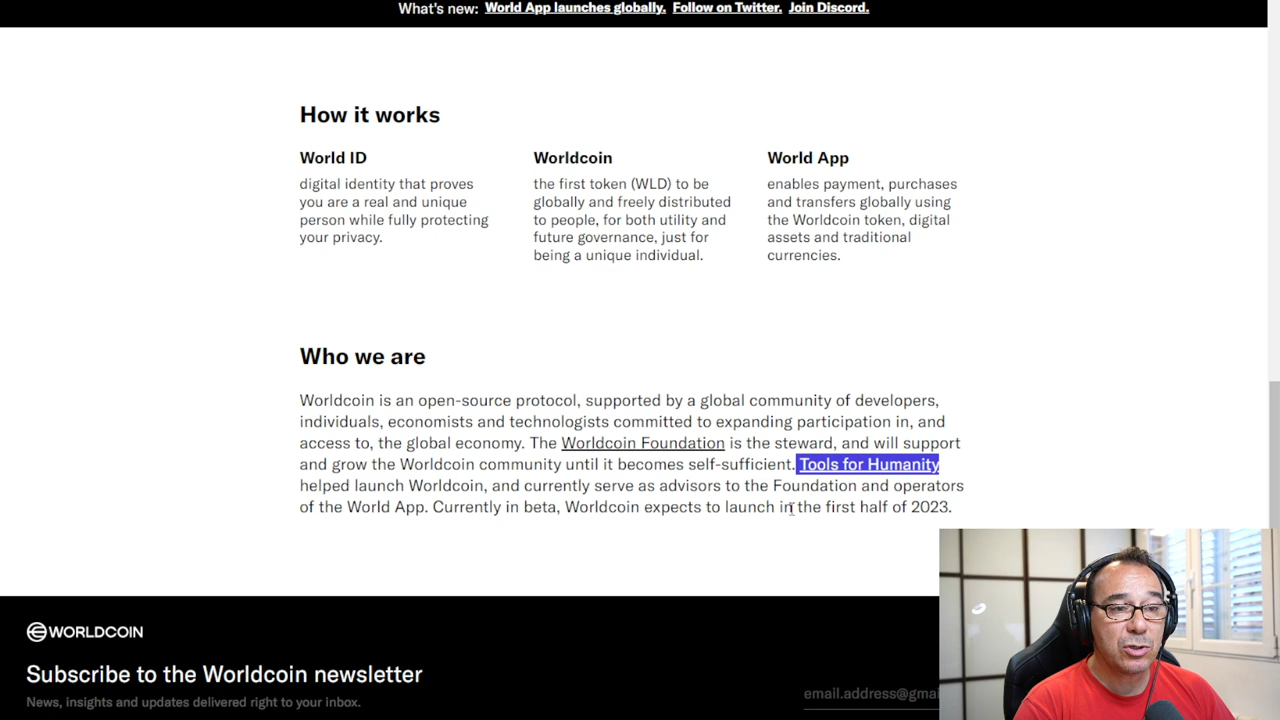 What's new: World App launches globally. Follow on Twitter. Join Discord.
How it works
World ID
digital identity that proves
you are a real and unique
person while fully protecting
your privacy.
Worldcoin
the first token (WLD) to be
globally and freely distributed
to people, for both utility and
future governance, just for
being a unique individual.
World App
enables payment, purchases
and transfers globally using
the Worldcoin token, digital
assets and traditional
currencies.
Who we are
Worldcoin is an open-source protocol, supported by a global community of developers,
individuals, economists and technologists committed to expanding participation in, and
access to, the global economy. The Worldcoin Foundation is the steward, and will support
and grow the Worldcoin community until it becomes self-sufficient. Tools for Humanity
helped launch Worldcoin, and currently serve as advisors to the Foundation and operators
of the World App. Currently in beta, Worldcoin expects to launch in the first half of 2023.
WORLDCOIN
Subscribe to the Worldcoin newsletter
News, insights and updates delivered right to your inbox.
email.address@gmai